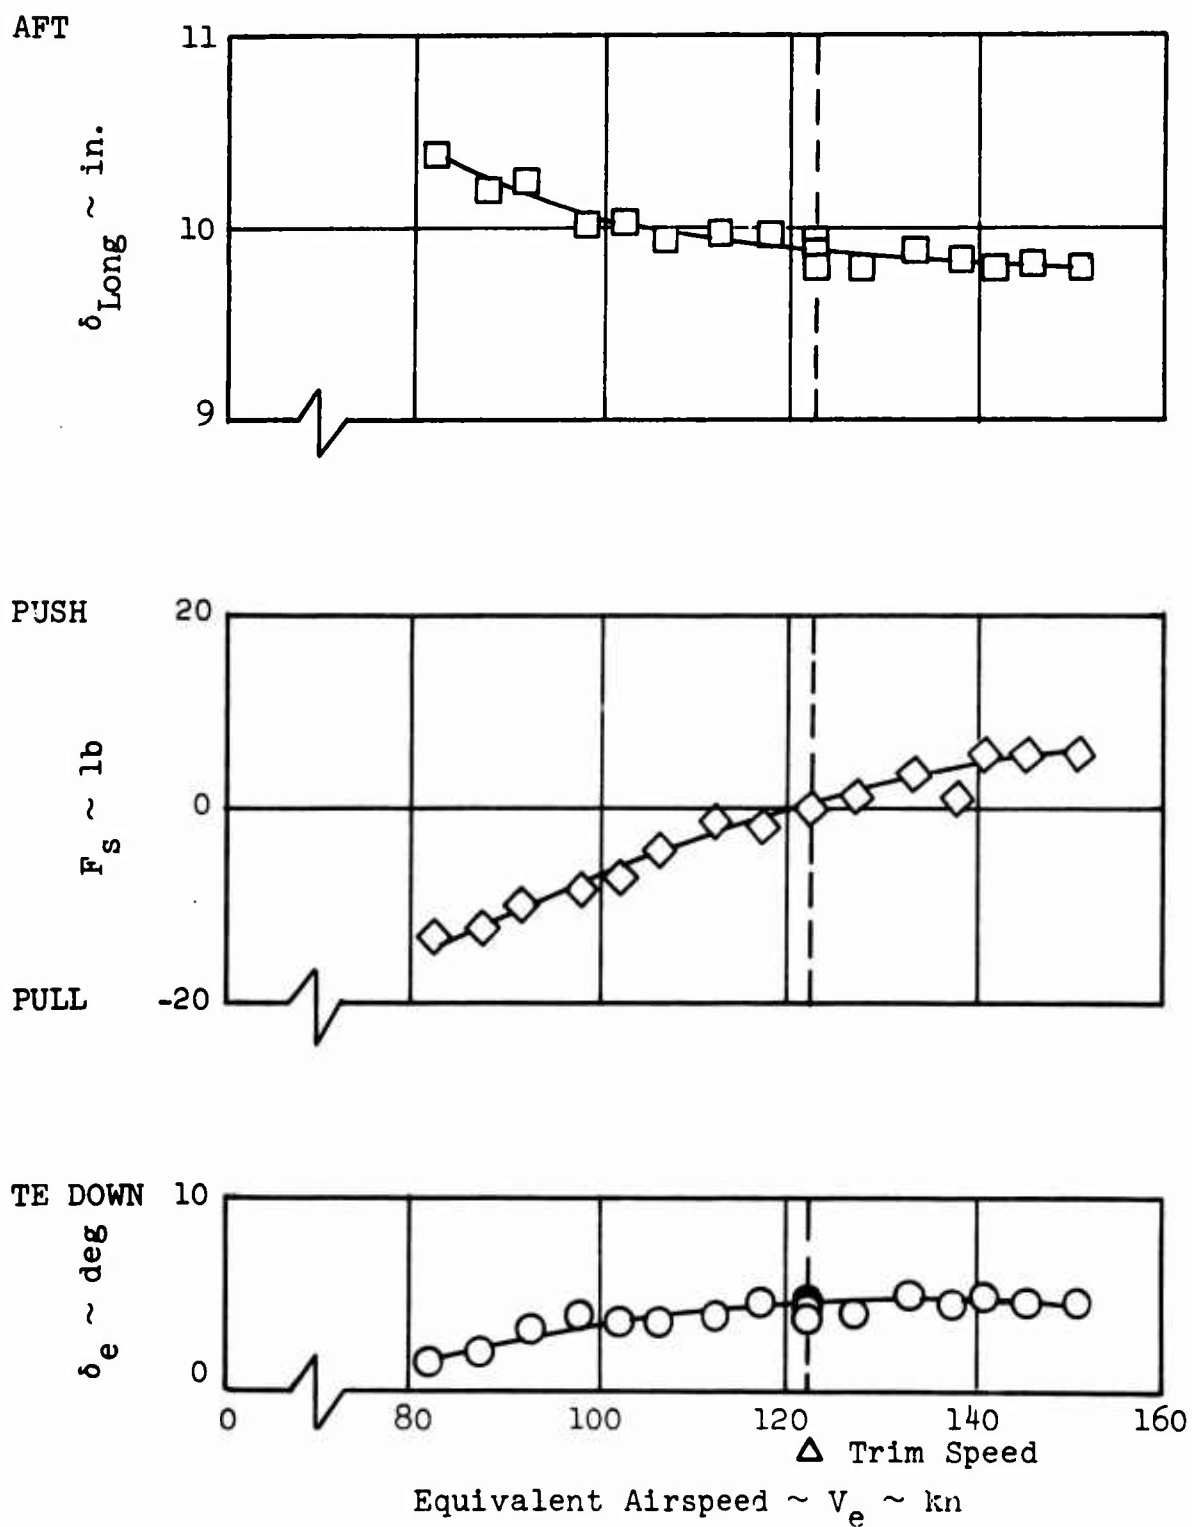 AFT
11
10
9
δLong ~ in.
PUSH
20
0
PULL
-20
Fs ~ lb
TE DOWN
10
0
δe ~ deg
0 80 100 120 140 160
Δ Trim Speed
Equivalent Airspeed ~ Ve ~ kn